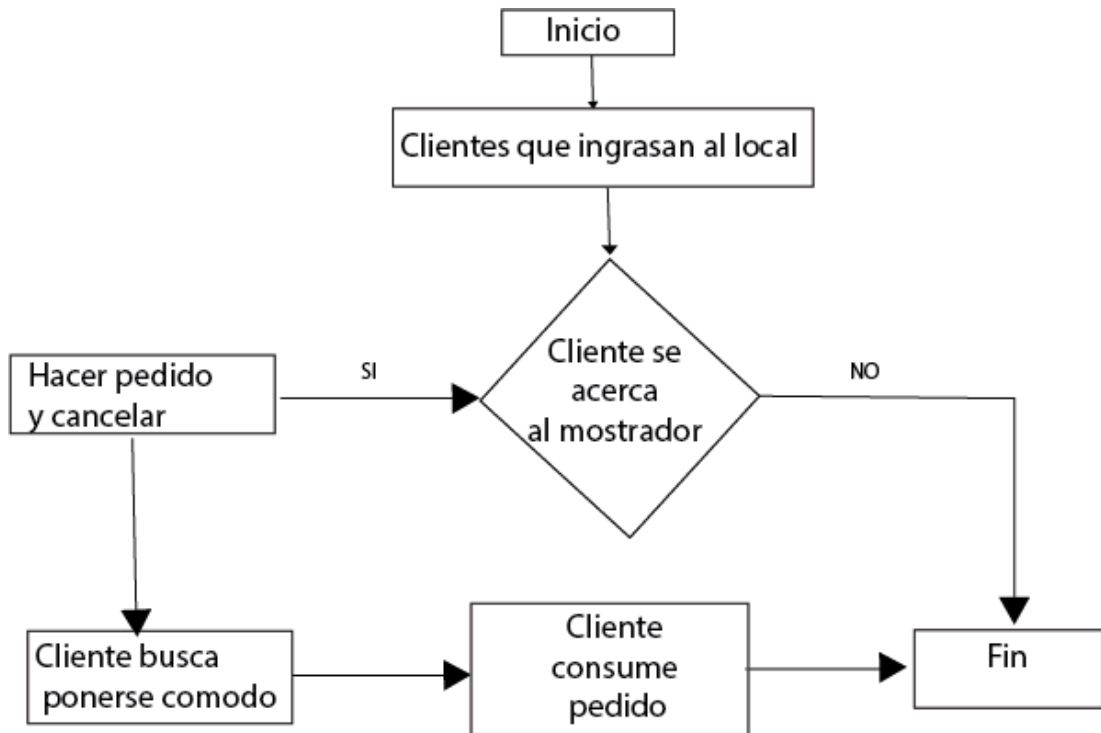 Inicio
Clientes que ingrasan al local
Cliente se
acerca
al mostrador
SI
NO
Hacer pedido
y cancelar
Cliente busca
ponerse comodo
Cliente
consume
pedido
Fin